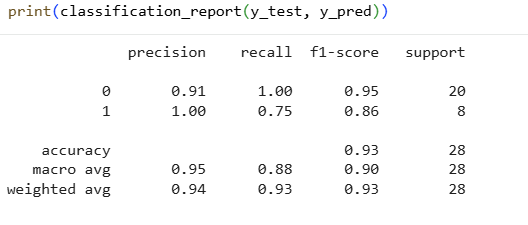 print(classification_report(y_test, y_pred))
precision recall f1-score support
0 0.91 1.00 0.95 20
1 1.00 0.75 0.86 8
accuracy 0.93 28
macro avg 0.95 0.88 0.90 28
weighted avg 0.94 0.93 0.93 28